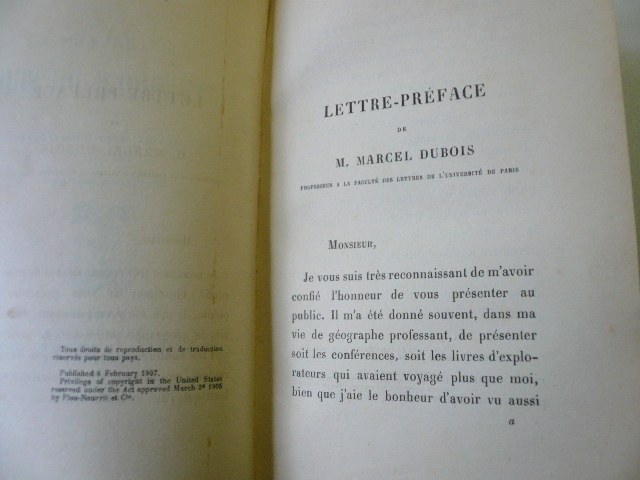 Tous droits de reproduction et de traduction
réservés pour tous pays.
Published 6 February 1907.
Privilege of copyright in the United States
reserved under the Act approved March 3d 1905
by Plon-Nourrit et Cie.
LETTRE-PRÉFACE
DE
M. MARCEL DUBOIS
PROFESSEUR A LA FACULTÉ DES LETTRES DE L'UNIVERSITÉ DE PARIS
MONSIEUR,
Je vous suis très reconnaissant de m'avoir
confié l'honneur de vous présenter au
public. Il m'a été donné souvent, dans ma
vie de géographe professant, de présenter
soit les conférences, soit les livres d'explo-
rateurs qui avaient voyagé plus que moi,
bien que j'aie le bonheur d'avoir vu aussi
a